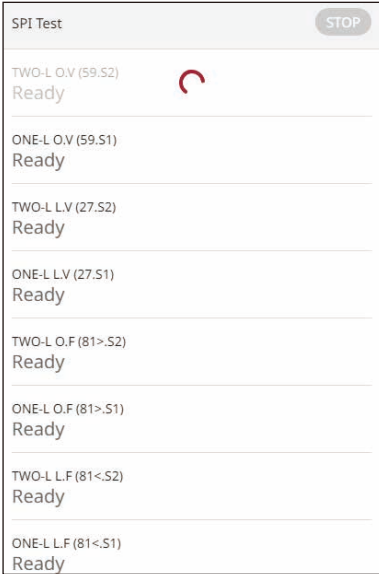 SPI Test
STOP
TWO-L O.V (59.S2)
Ready
ONE-L O.V (59.S1)
Ready
TWO-L L.V (27.S2)
Ready
ONE-L L.V (27.S1)
Ready
TWO-L O.F (81>.S2)
Ready
ONE-L O.F (81>.S1)
Ready
TWO-L L.F (81<.S2)
Ready
ONE-L L.F (81<.S1)
Ready